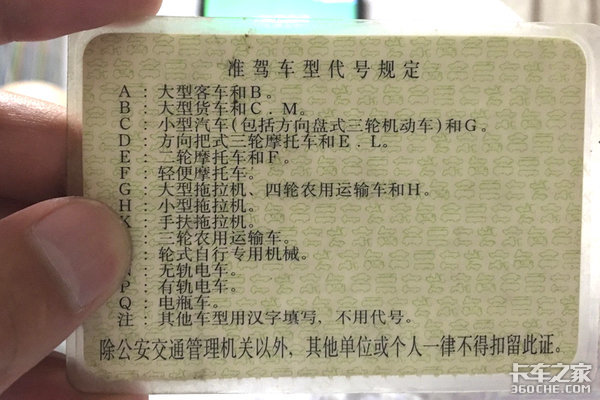 准驾车型代号规定
A：大型客车和B。
B：大型货车和C．M。
C：小型汽车(包括方向盘式三轮机动车)和G。
D：方向把式三轮摩托车和E．L。
E：二轮摩托车和F。
F：轻便摩托车。
G：大型拖拉机、四轮农用运输车和H。
H：小型拖拉机。
K：手扶拖拉机。
：三轮农用运输车。
：轮式自行专用机械。
N：无轨电车。
P：有轨电车。
Q：电瓶车。
注：其他车型用汉字填写，不用代号。
除公安交通管理机关以外，其他单位或个人一律不得扣留此证。
卡车之家
360CHE.COM